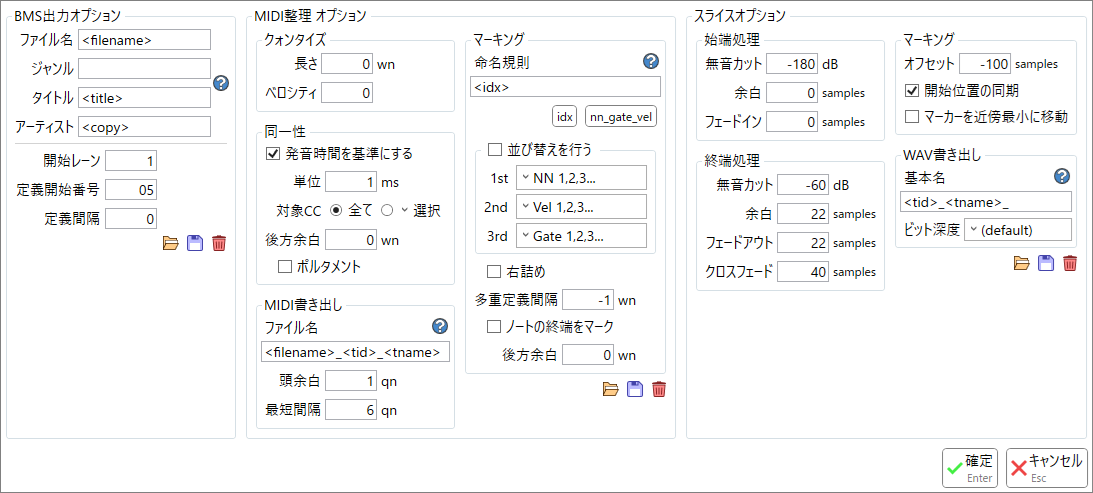 BMS出力オプション
ファイル名 <filename>
ジャンル
タイトル <title>
アーティスト <copy>
開始レーン 1
定義開始番号 05
定義間隔 0
MIDI整理 オプション
クォンタイズ
長さ 0 wn
ベロシティ 0
同一性
発音時間を基準にする
単位 1 ms
対象CC 全て 選択
後方余白 0 wn
ポルタメント
MIDI書き出し
ファイル名
<filename>_<tid>_<tname>
頭余白 1 qn
最短間隔 6 qn
マーキング
命名規則
<idx>
idx nn_gate_vel
並び替えを行う
1st NN 1,2,3...
2nd Vel 1,2,3...
3rd Gate 1,2,3...
右詰め
多重定義間隔 -1 wn
ノートの終端をマーク
後方余白 0 wn
スライスオプション
始端処理
無音カット -180 dB
余白 0 samples
フェードイン 0 samples
終端処理
無音カット -60 dB
余白 22 samples
フェードアウト 22 samples
クロスフェード 40 samples
マーキング
オフセット -100 samples
開始位置の同期
マーカーを近傍最小に移動
WAV書き出し
基本名
<tid>_<tname>_
ビット深度 (default)
確定
Enter
キャンセル
Esc